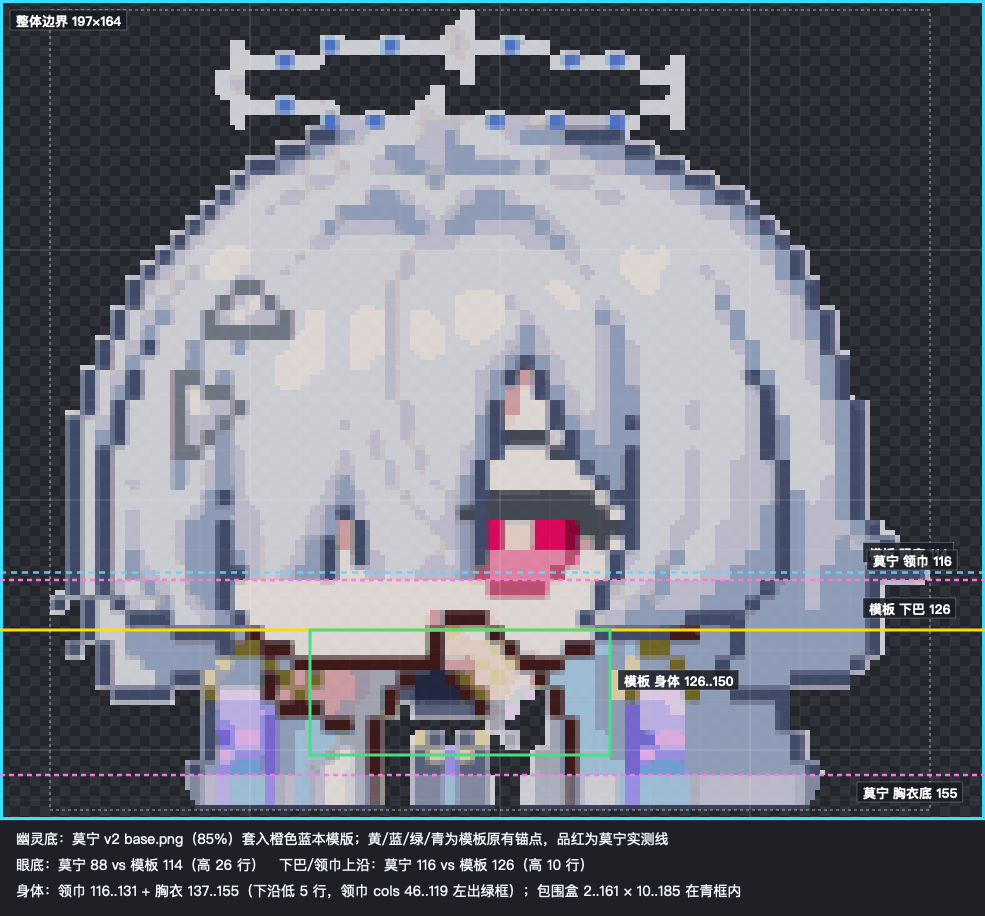 整体边界 197×164
莫宁 领巾 116
模板 下巴 126
模板 身体 126..150
莫宁 胸衣底 155
幽灵底：莫宁 v2 base.png（85%）套入橙色蓝本模版；黄/蓝/绿/青为模板原有锚点，品红为莫宁实测线
眼底：莫宁 88 vs 模板 114（高 26 行） 下巴/领巾上沿：莫宁 116 vs 模板 126（高 10 行）
身体：领巾 116..131 + 胸衣 137..155（下沿低 5 行，领巾 cols 46..119 左出绿框）；包围盒 2..161 × 10..185 在青框内